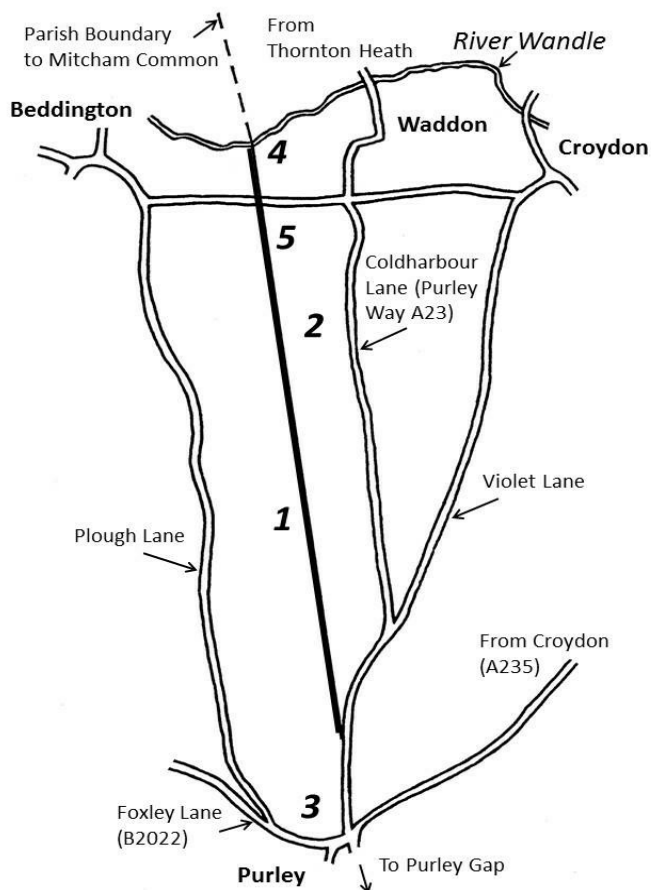 Parish Boundary
to Mitcham Common
From
Thornton Heath
River Wandle
Beddington
Waddon
4
Croydon
5
Coldharbour
Lane (Purley
Way A23)
2
Violet Lane
1
Plough Lane
From Croydon
(A235)
3
Foxley Lane
(B2022)
To Purley Gap
Purley